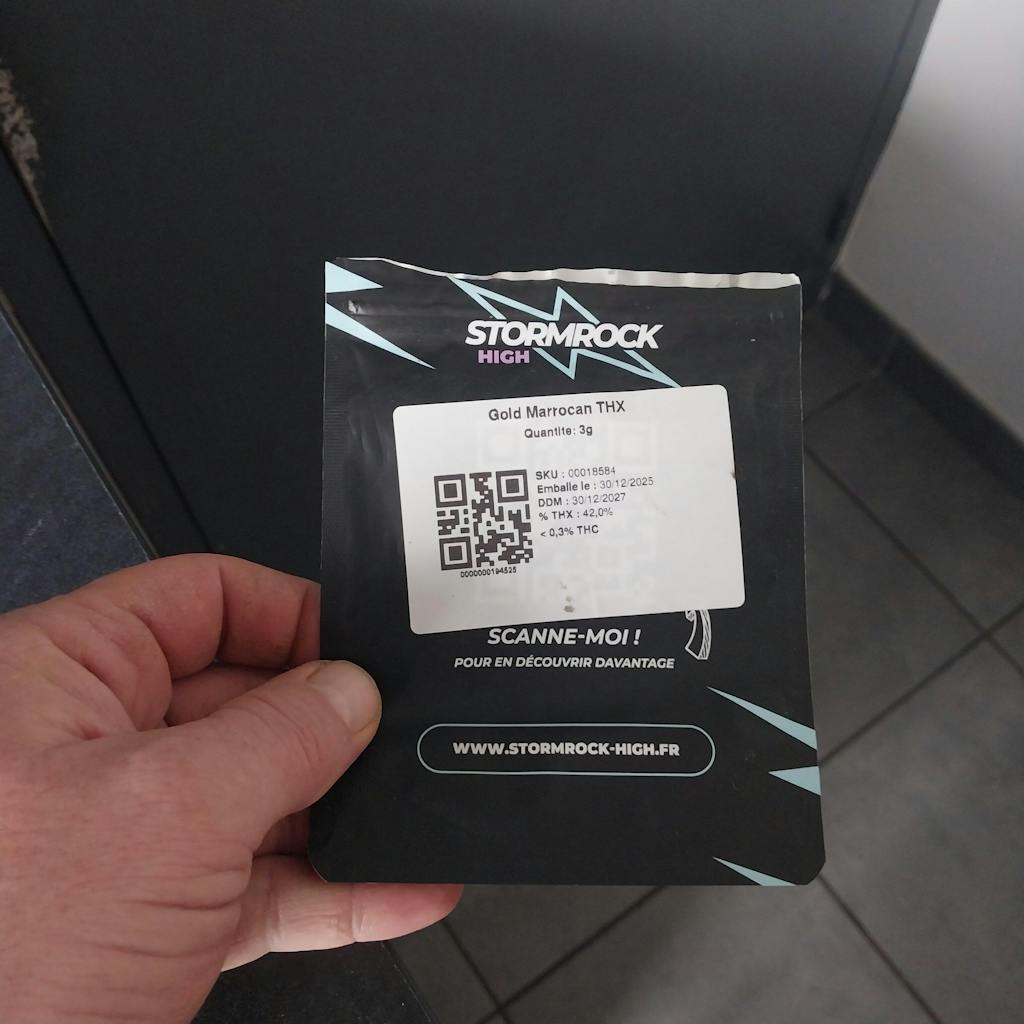 STORMROCK
HIGH
Gold Marrocan THX
Quantite: 3g
SKU : 00018584
Emballe le : 30/12/2025
DDM : 30/12/2027
% THX : 42,0%
< 0,3% THC
0000000194525
SCANNE-MOI !
POUR EN DÉCOUVRIR DAVANTAGE
WWW.STORMROCK-HIGH.FR